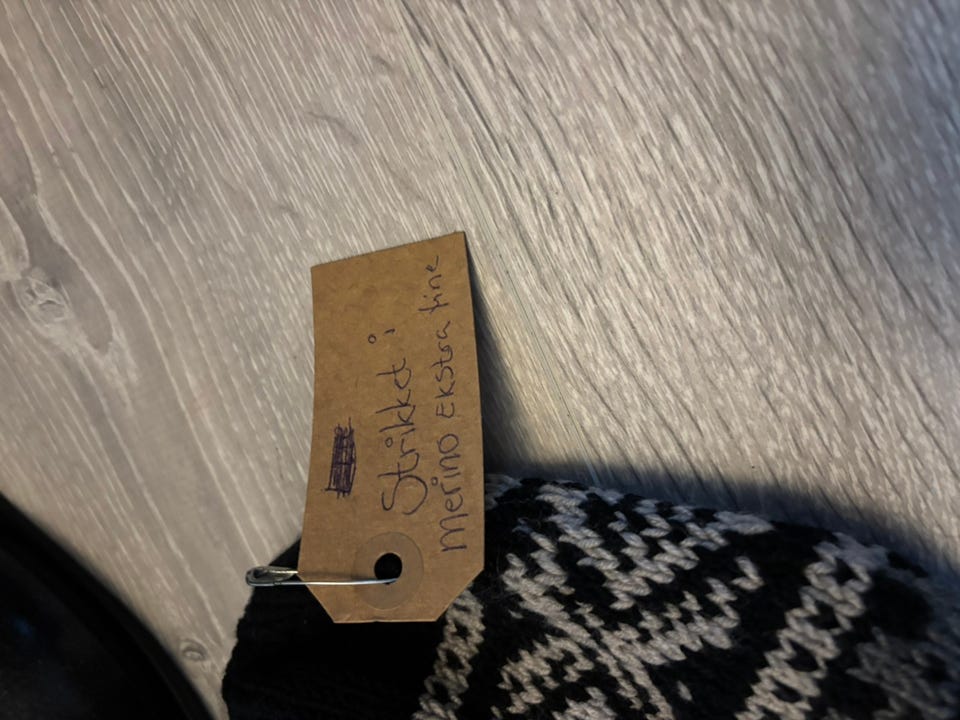 Strikket i
Merino Ekstra fine